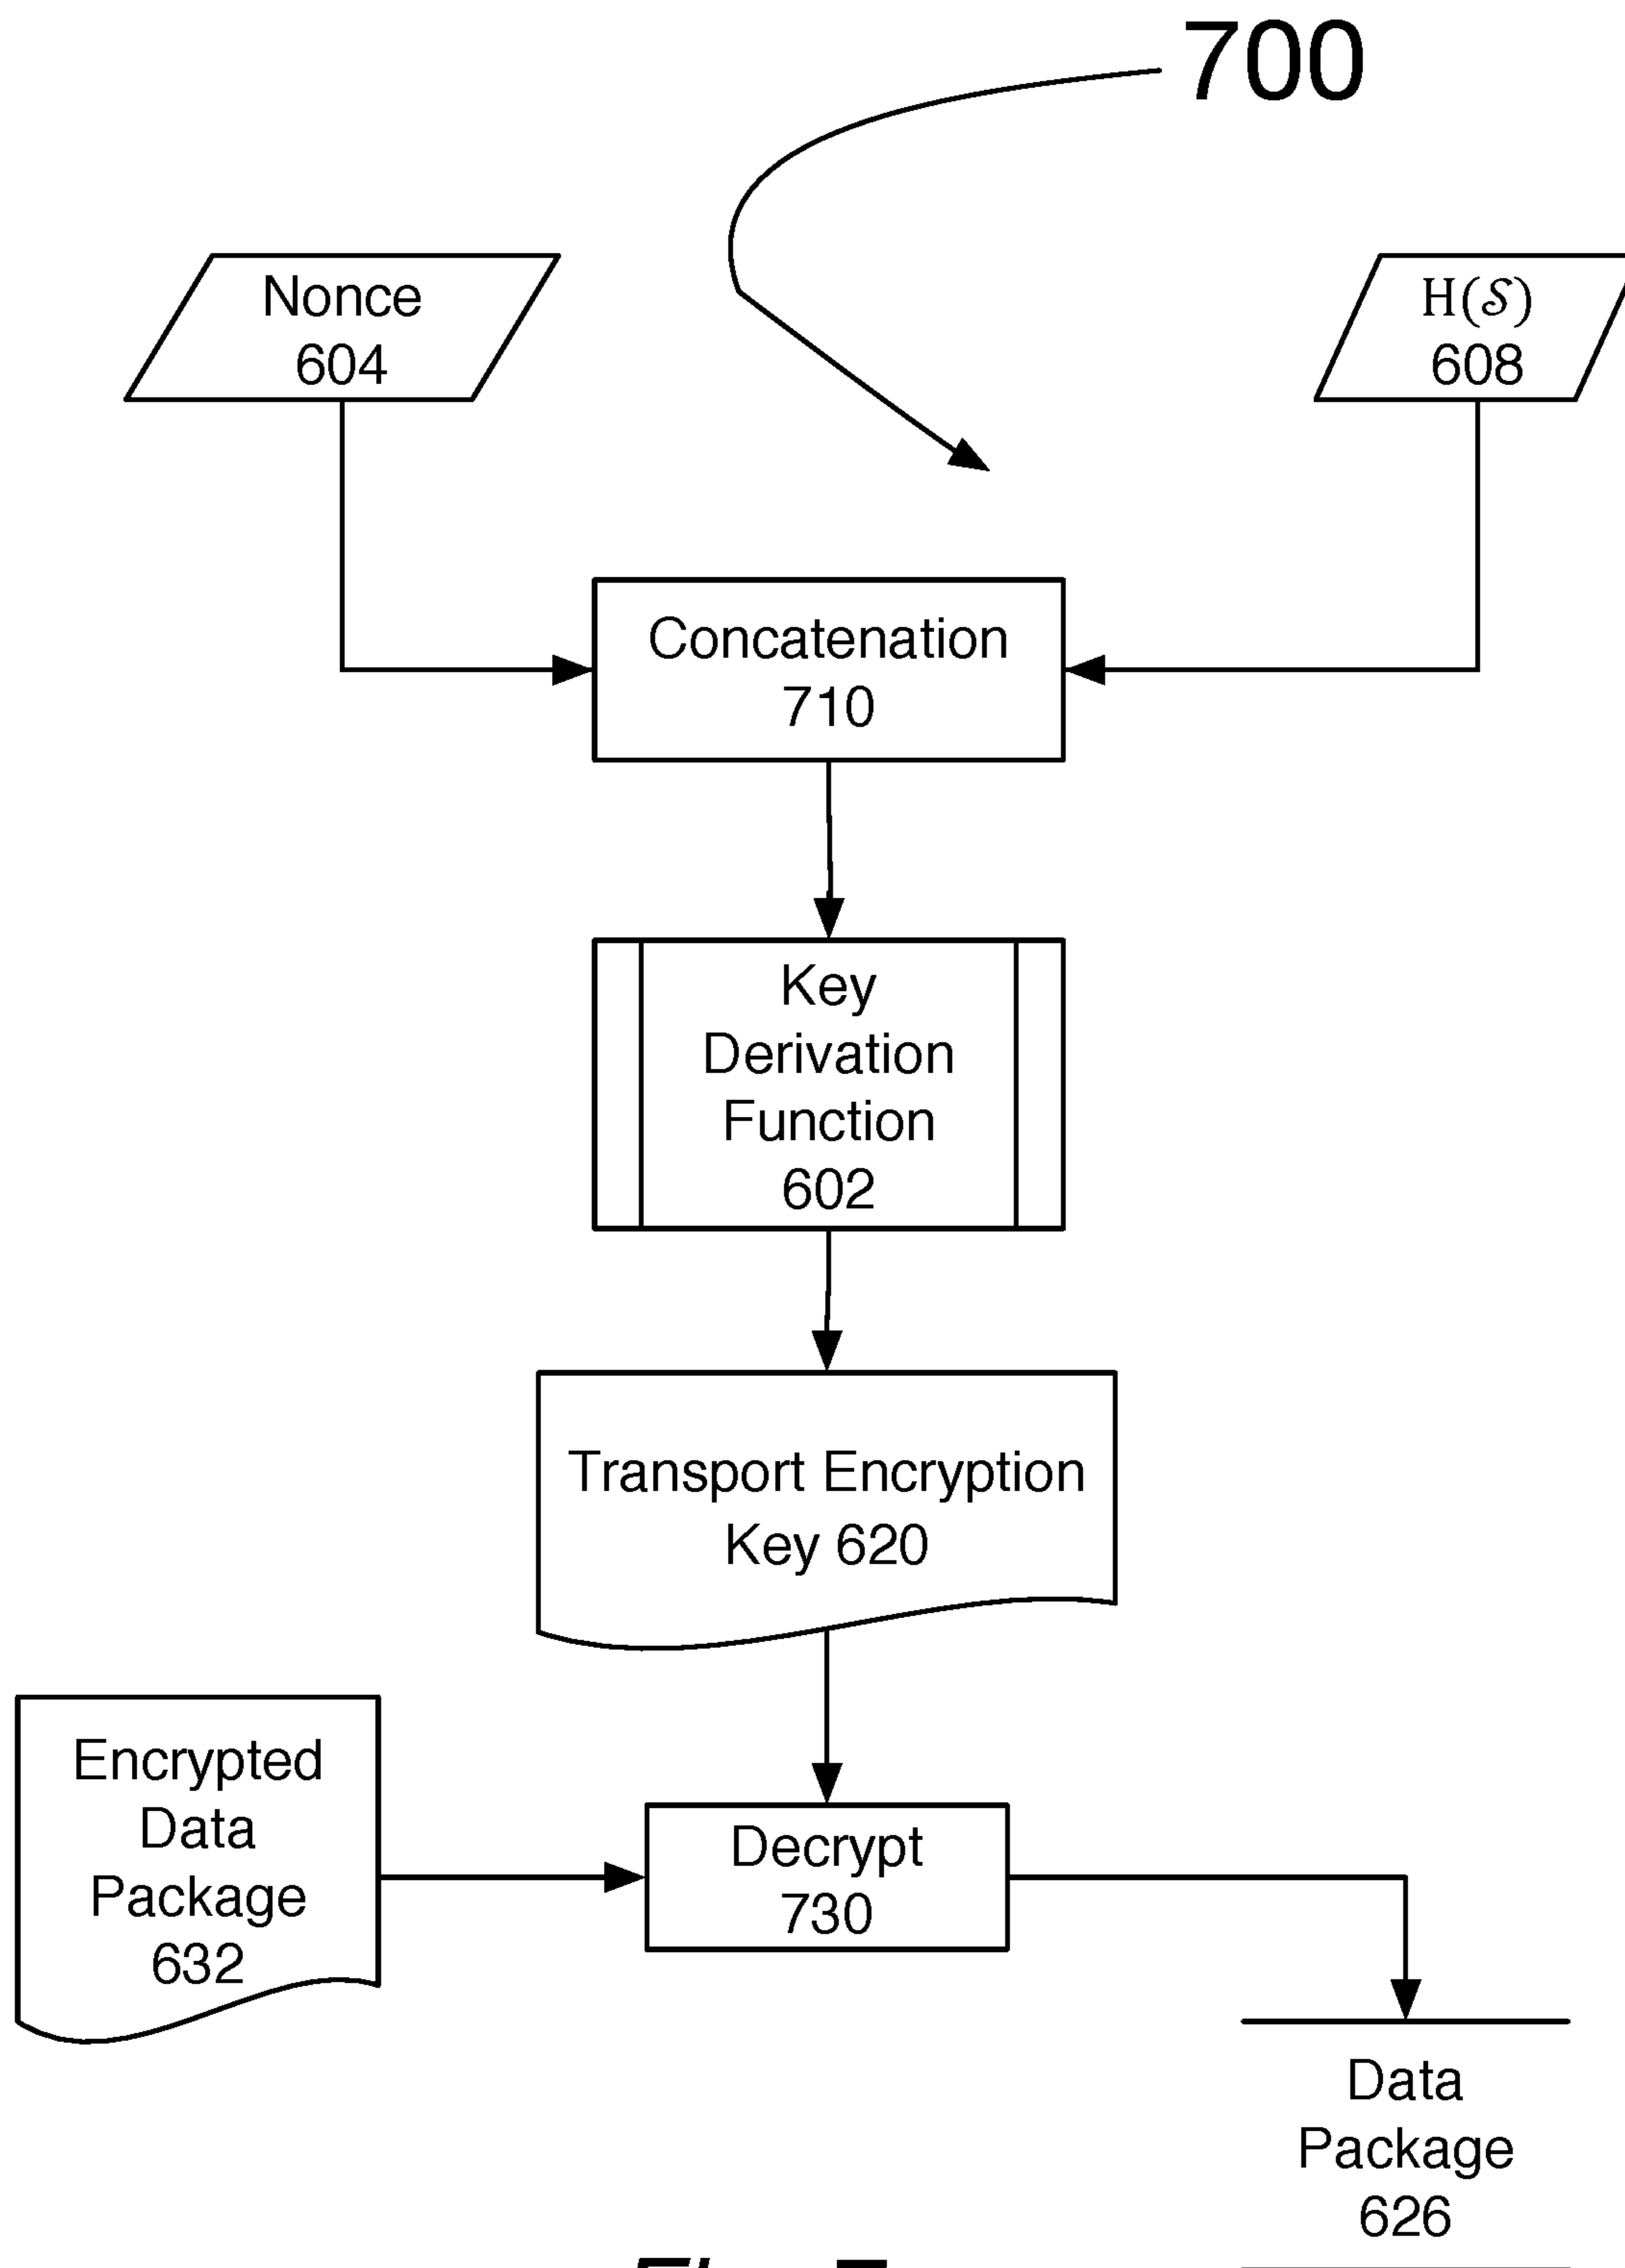 700
Nonce
604
H(𝒮)
608
Concatenation
710
Key
Derivation
Function
602
Transport Encryption
Key 620
Encrypted
Data
Package
632
Decrypt
730
Data
Package
626